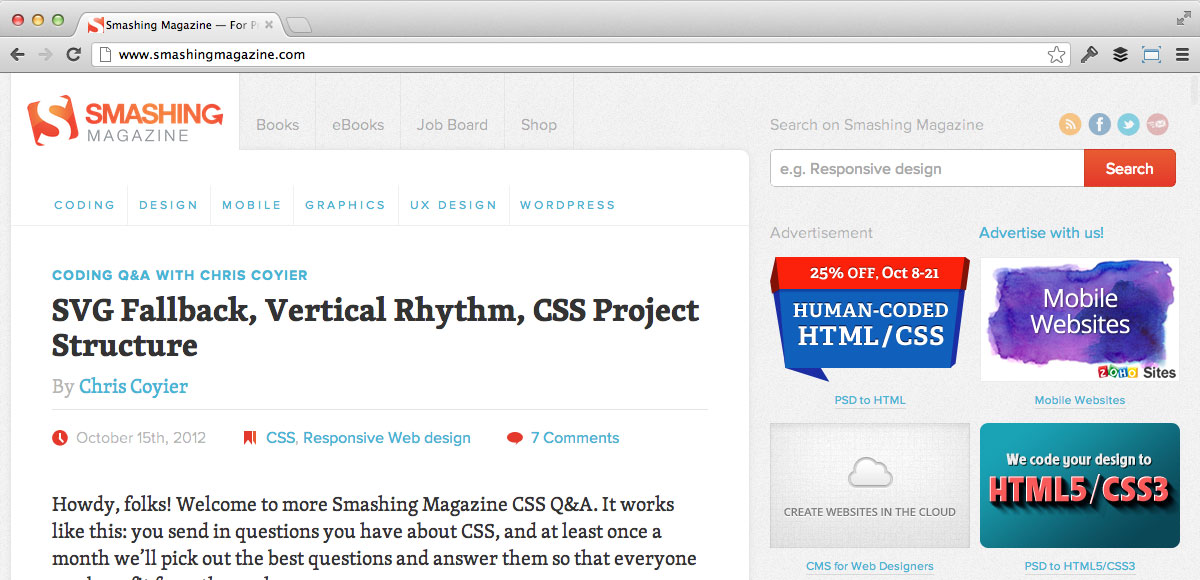 Smashing Magazine — For P
www.smashingmagazine.com
SMASHING
MAGAZINE
Books
eBooks
Job Board
Shop
Search on Smashing Magazine
e.g. Responsive design
Search
CODING
DESIGN
MOBILE
GRAPHICS
UX DESIGN
WORDPRESS
CODING Q&A WITH CHRIS COYIER
SVG Fallback, Vertical Rhythm, CSS Project
Structure
By Chris Coyier
October 15th, 2012
CSS, Responsive Web design
7 Comments
Howdy, folks! Welcome to more Smashing Magazine CSS Q&A. It works
like this: you send in questions you have about CSS, and at least once a
month we’ll pick out the best questions and answer them so that everyone
Advertisement
Advertise with us!
25% OFF, Oct 8-21
HUMAN-CODED
HTML/CSS
PSD to HTML
Mobile
Websites
ZOHO Sites
Mobile Websites
CREATE WEBSITES IN THE CLOUD
CMS for Web Designers
We code your design to
HTML5/CSS3
PSD to HTML5/CSS3